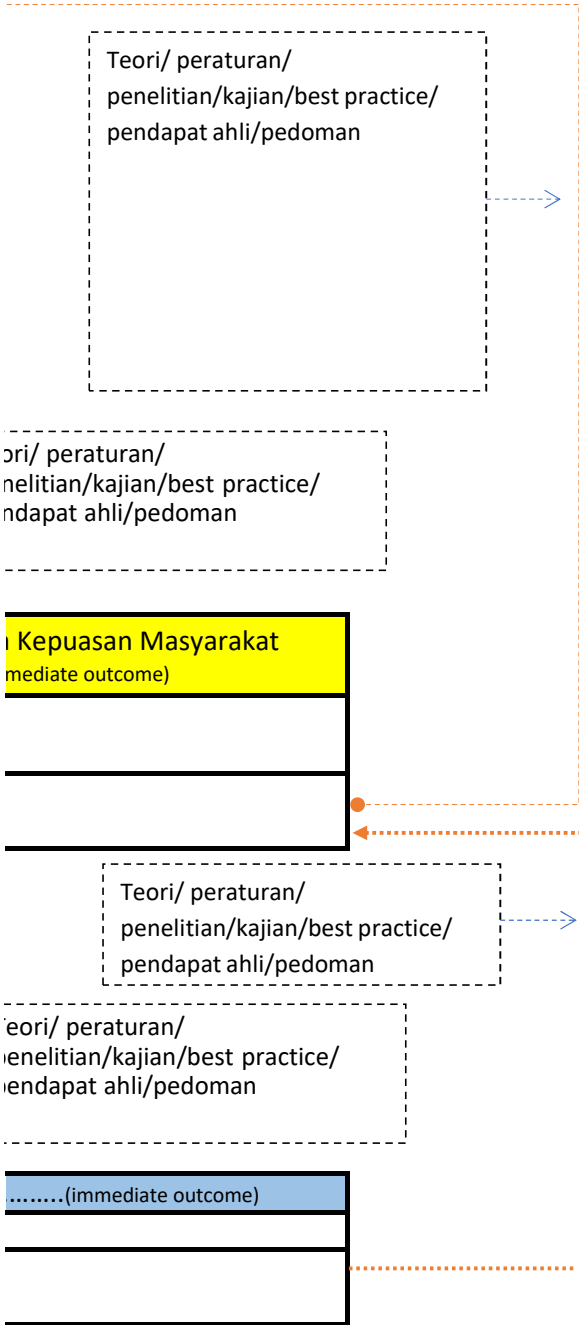 Teori/ peraturan/
penelitian/kajian/best practice/
pendapat ahli/pedoman
ori/ peraturan/
nelitian/kajian/best practice/
ndapat ahli/pedoman
Kepuasan Masyarakat
mediate outcome)
Teori/ peraturan/
penelitian/kajian/best practice/
pendapat ahli/pedoman
eori/ peraturan/
penelitian/kajian/best practice/
pendapat ahli/pedoman
………(immediate outcome)